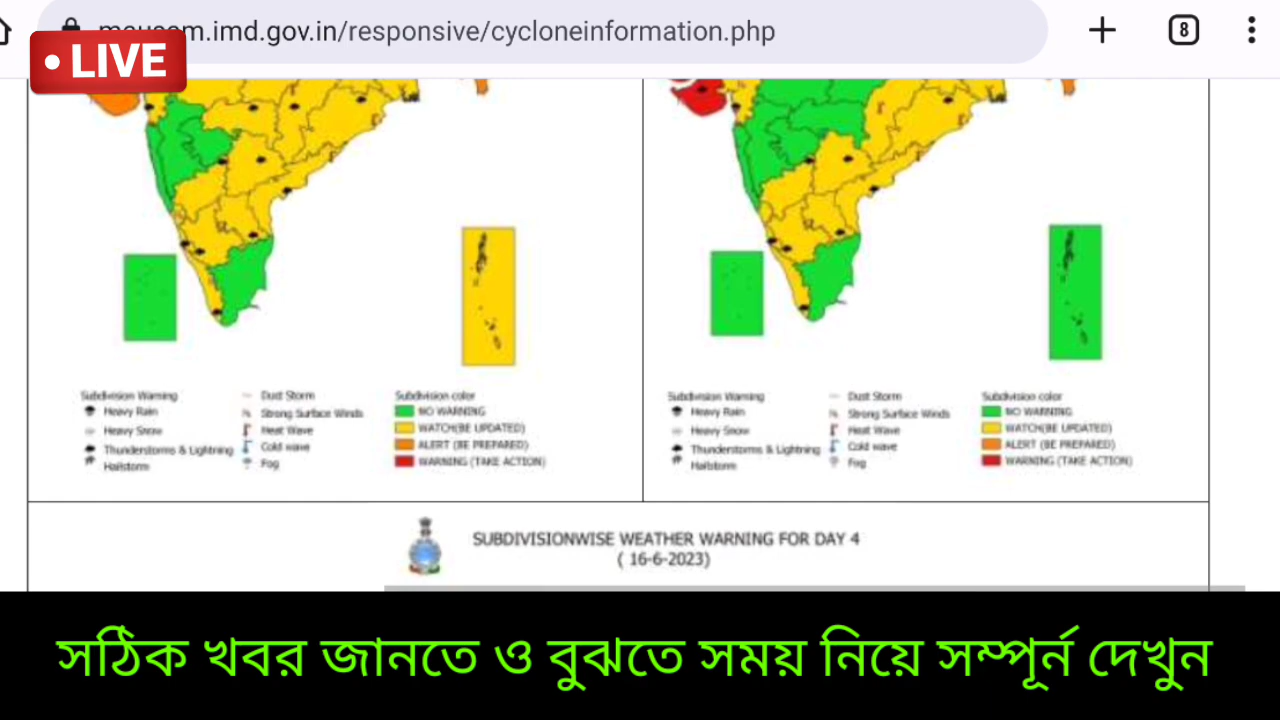 mausam.imd.gov.in/responsive/cycloneinformation.php
8
• LIVE
Subdivision Warning
Heavy Rain
Heavy Snow
Thunderstorms & Lightning
Hailstorm
Dust Storm
Strong Surface Winds
Heat Wave
Cold wave
Fog
Subdivision color
NO WARNING
WATCH(BE UPDATED)
ALERT (BE PREPARED)
WARNING (TAKE ACTION)
Subdivision Warning
Heavy Rain
Heavy Snow
Thunderstorms & Lightning
Hailstorm
Dust Storm
Strong Surface Winds
Heat Wave
Cold wave
Fog
Subdivision color
NO WARNING
WATCH(BE UPDATED)
ALERT (BE PREPARED)
WARNING (TAKE ACTION)
SUBDIVISIONWISE WEATHER WARNING FOR DAY 4
( 16-6-2023)
সঠিক খবর জানতে ও বুঝতে সময় নিয়ে সম্পূর্ন দেখুন